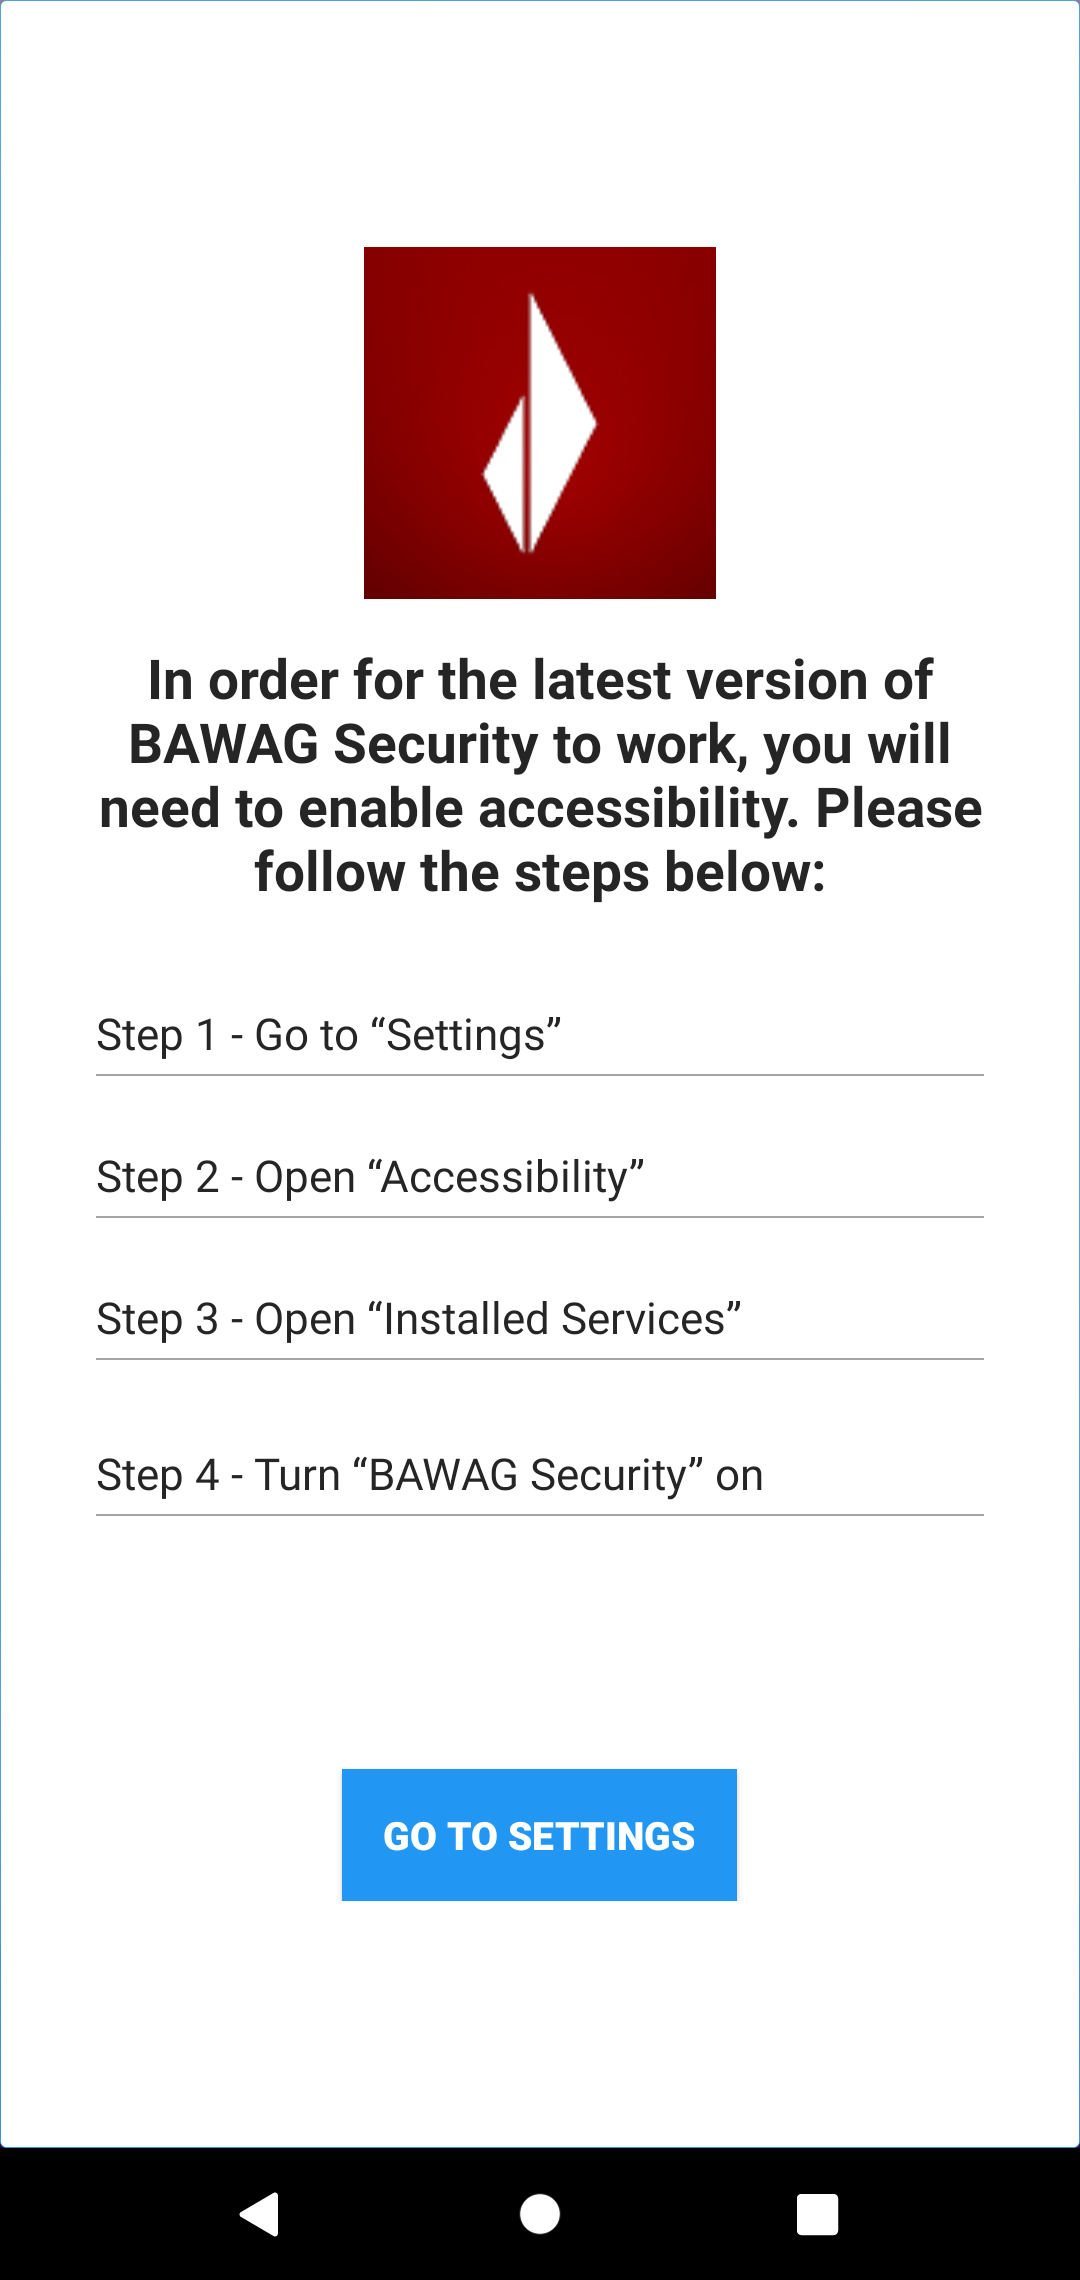 In order for the latest version of
BAWAG Security to work, you will
need to enable accessibility. Please
follow the steps below:
Step 1 - Go to “Settings”
Step 2 - Open “Accessibility”
Step 3 - Open “Installed Services”
Step 4 - Turn “BAWAG Security” on
GO TO SETTINGS